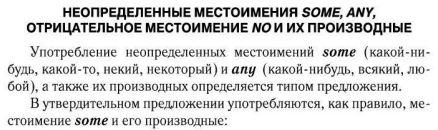 НЕОПРЕДЕЛЕННЫЕ МЕСТОИМЕНИЯ SOME, ANY,
ОТРИЦАТЕЛЬНОЕ МЕСТОИМЕНИЕ NO И ИХ ПРОИЗВОДНЫЕ
Употребление неопределенных местоимений some (какой-ни-
будь, какой-то, некий, некоторый) и any (какой-нибудь, всякий, лю-
бой), а также их производных определяется типом предложения.
В утвердительном предложении употребляются, как правило, ме-
стоимение some и его производные: